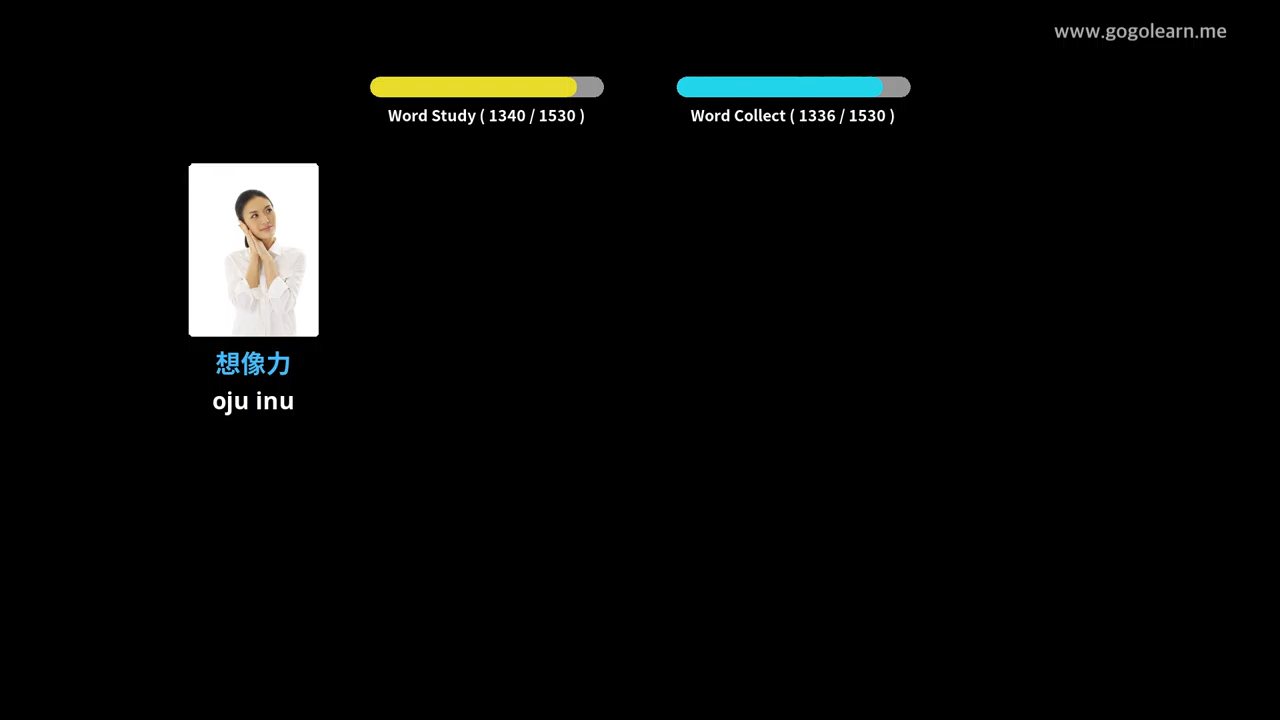 www.gogolearn.me
Word Study ( 1340 / 1530 )
Word Collect ( 1336 / 1530 )
想像力
oju inu